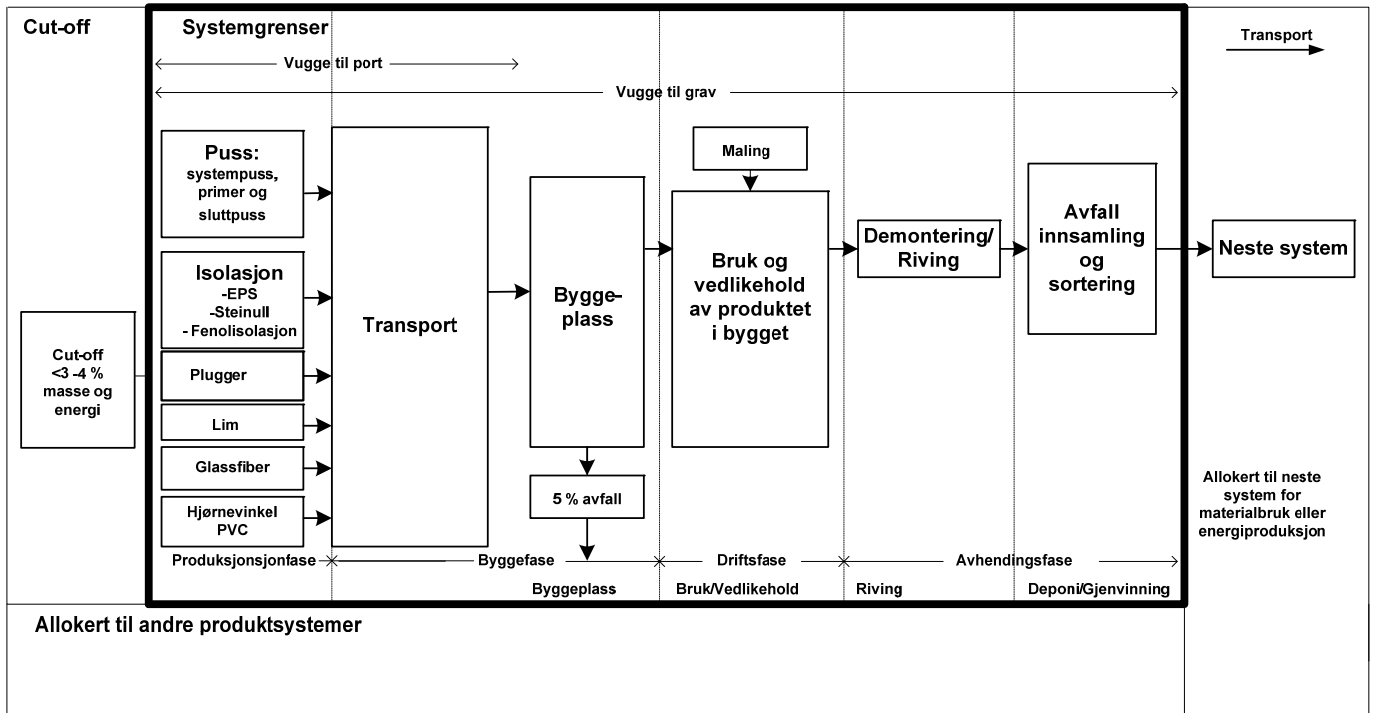 Cut-off
Systemgrenser
Transport
Vugge til port
Vugge til grav
Puss:
systempuss,
primer og
sluttpuss
Isolasjon
-EPS
-Steinull
- Fenolisolasjon
Plugger
Lim
Glassfiber
Hjørnevinkel
PVC
Cut-off
<3 -4 %
masse og
energi
Transport
Bygge-
plass
5 % avfall
Maling
Bruk og
vedlikehold
av produktet
i bygget
Demontering/
Riving
Avfall
innsamling
og
sortering
Neste system
Allokert til neste
system for
materialbruk eller
energiproduksjon
Produksjonsjonfase
Byggefase
Driftsfase
Avhendingsfase
Byggeplass
Bruk/Vedlikehold
Riving
Deponi/Gjenvinning
Allokert til andre produktsystemer